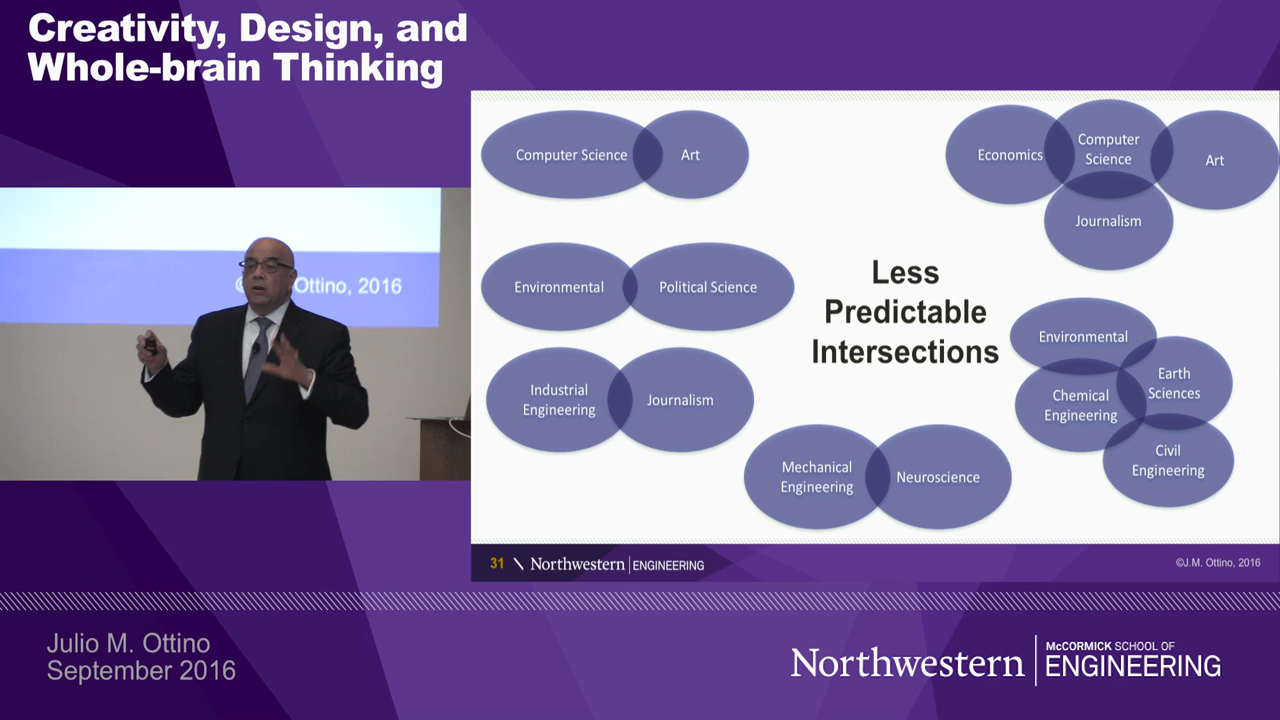 Creativity, Design, and
Whole-brain Thinking
Ottino, 2016
Computer Science
Art
Economics
Computer
Science
Art
Journalism
Environmental
Political Science
Less
Predictable
Intersections
Environmental
Earth
Sciences
Chemical
Engineering
Civil
Engineering
Industrial
Engineering
Journalism
Mechanical
Engineering
Neuroscience
31 \ Northwestern | ENGINEERING
©J.M. Ottino, 2016
Julio M. Ottino
September 2016
Northwestern
McCORMICK SCHOOL OF
ENGINEERING